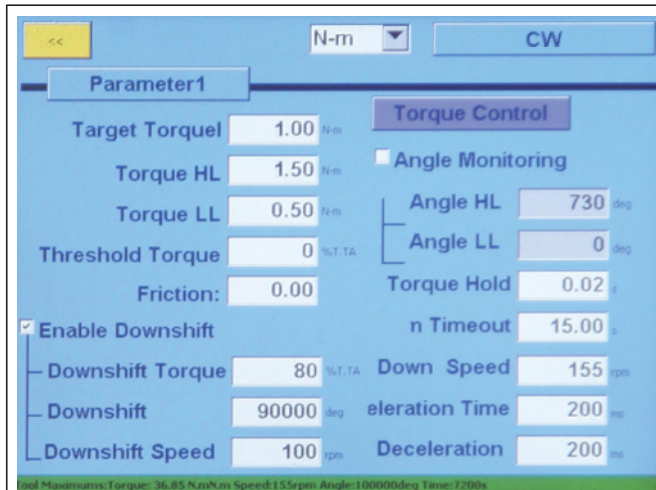 <<
N-m
CW
Parameter1
Torque Control
Target Torquel 1.00 N-m
Angle Monitoring
Torque HL 1.50 N-m
Angle HL 730 deg
Torque LL 0.50 N-m
Angle LL 0 deg
Threshold Torque 0 %T.TA
Torque Hold 0.02 s
Friction: 0.00
n Timeout 15.00 s
Enable Downshift
Downshift Torque 80 %T.TA
Down Speed 155 rpm
Downshift 90000 deg
eleration Time 200 ms
Downshift Speed 100 rpm
Deceleration 200 ms
Tool Maximums:Torque: 36.85 N.mN.m Speed:155rpm Angle:100000deg Time:7200s